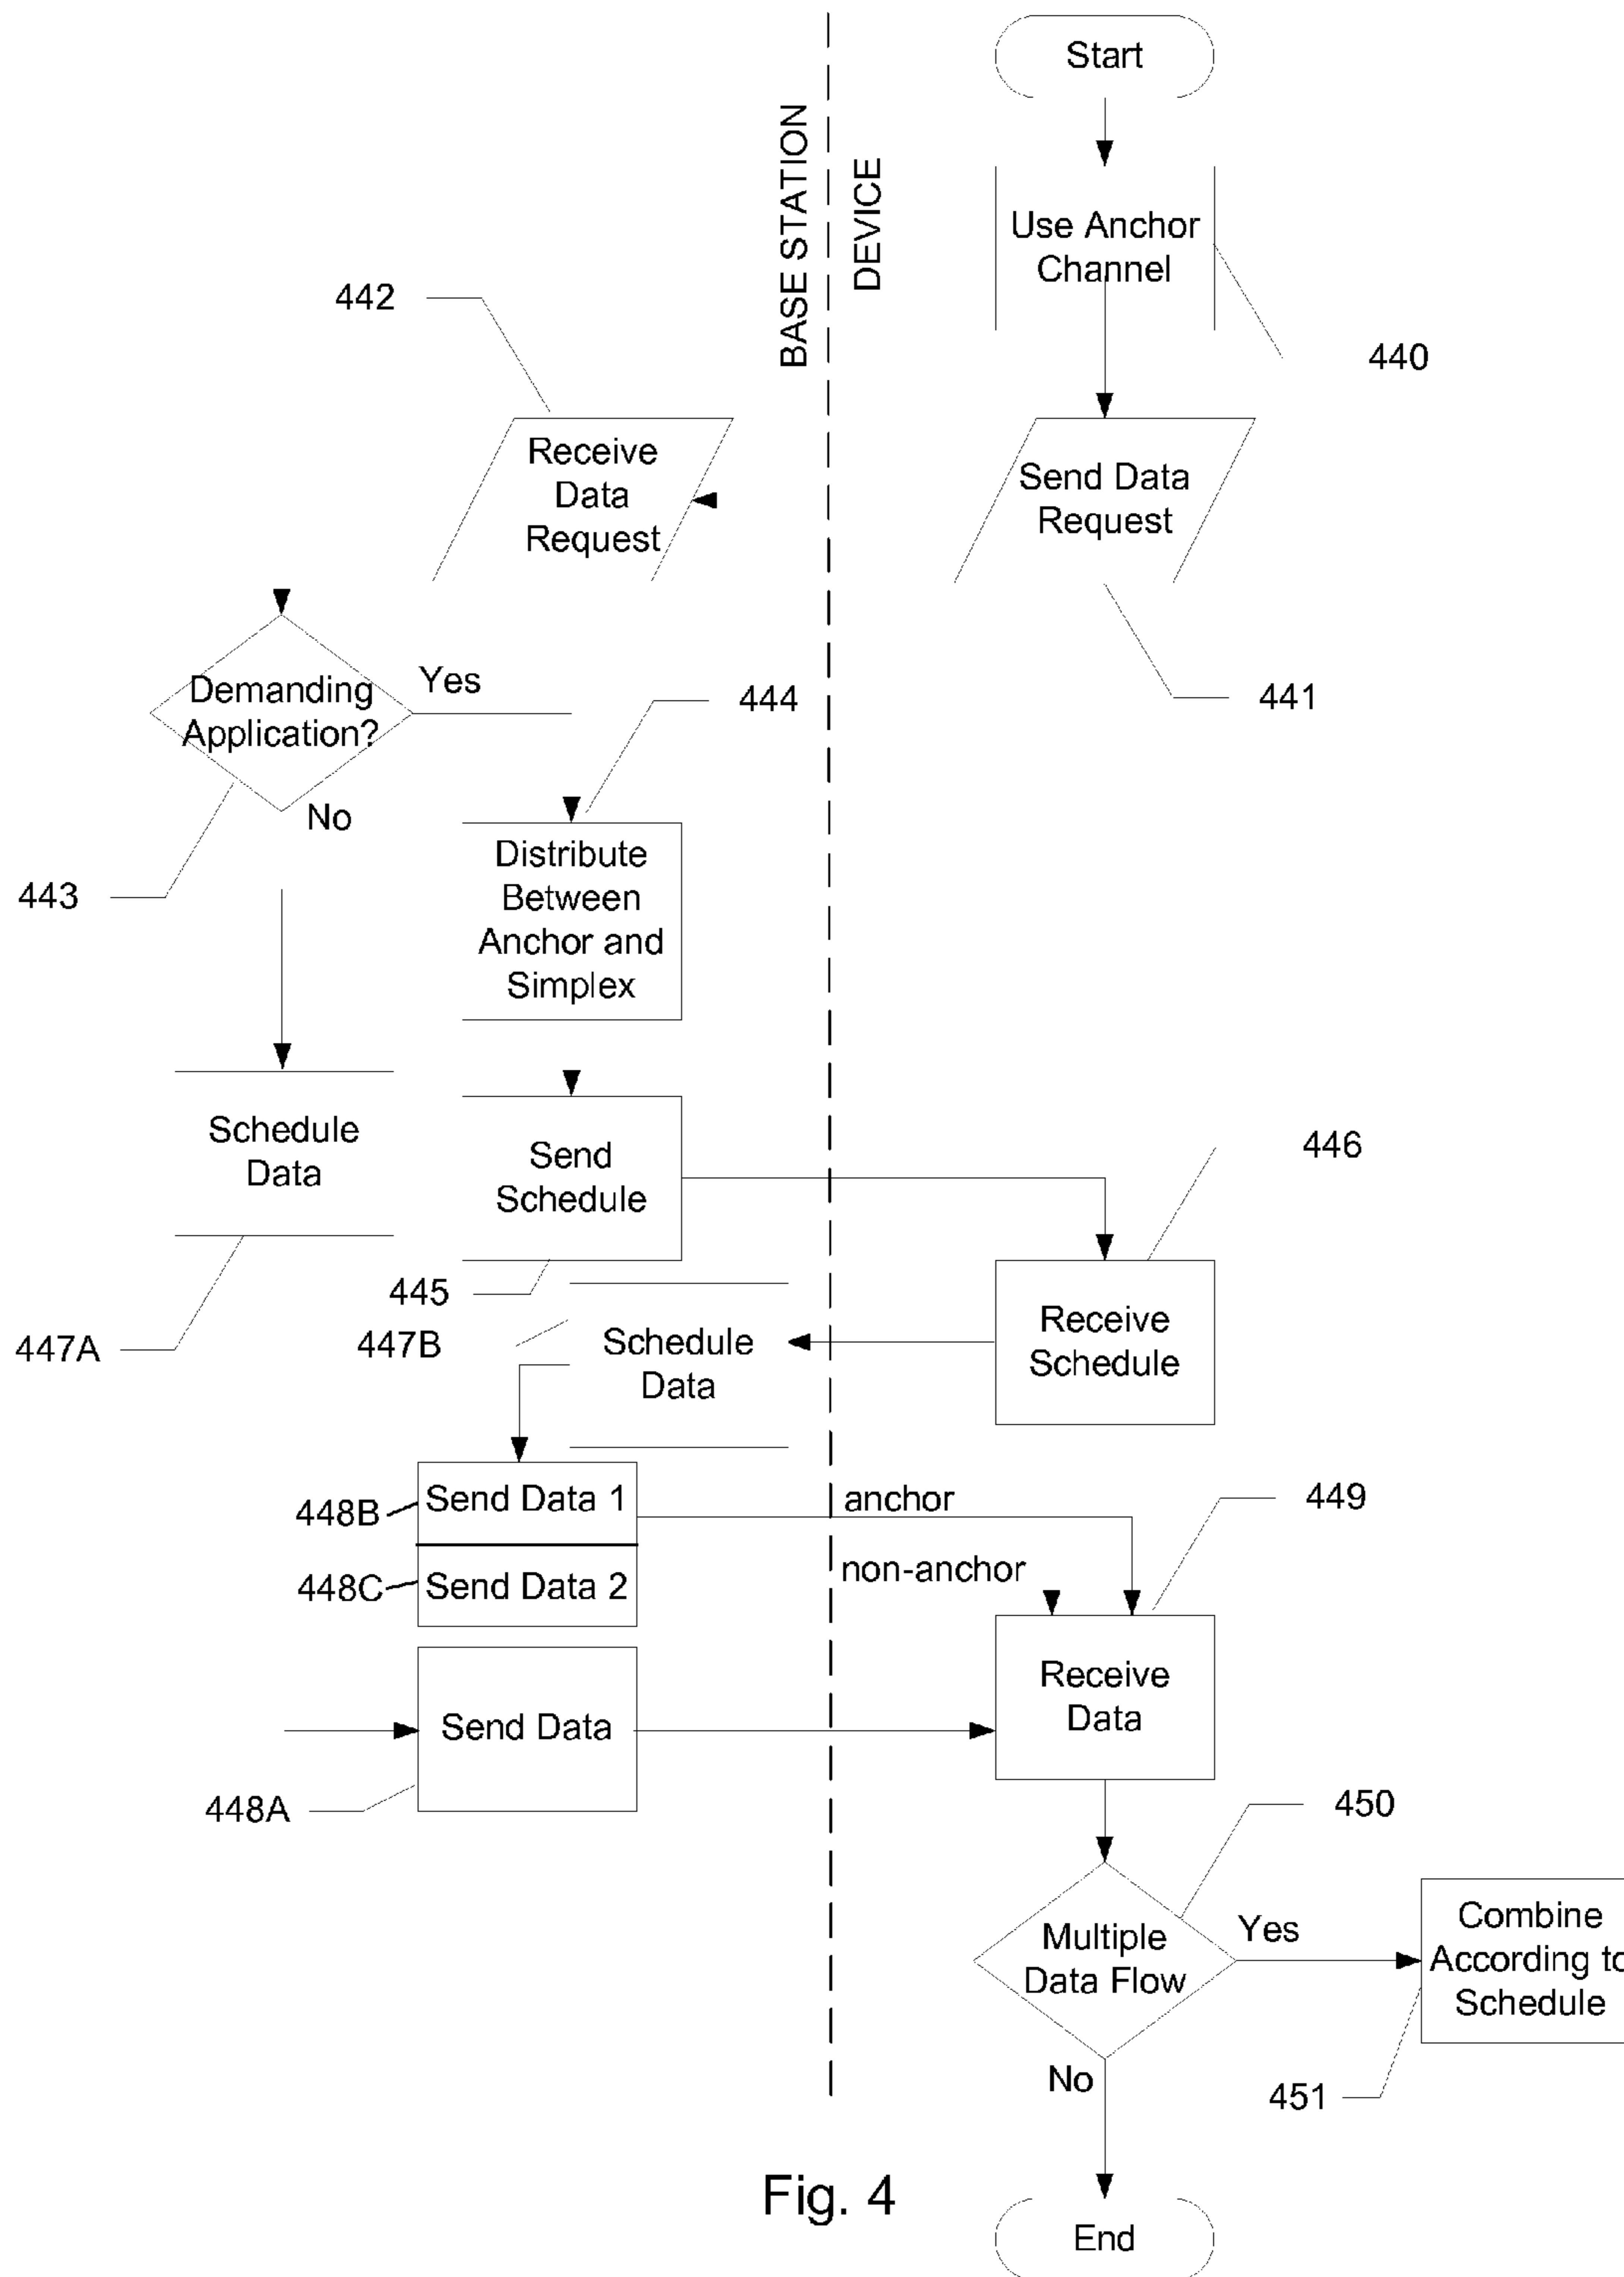 Start
BASE STATION
DEVICE
Use Anchor
Channel
440
442
Receive
Data
Request
Send Data
Request
441
Demanding
Application?
Yes
No
443
444
Distribute
Between
Anchor and
Simplex
Schedule
Data
447A
Send
Schedule
445
446
Receive
Schedule
447B
Schedule
Data
448B
Send Data 1
anchor
448C
Send Data 2
non-anchor
449
Receive
Data
Send Data
448A
450
Multiple
Data Flow
Yes
No
Combine
According to
Schedule
451
End
Fig. 4